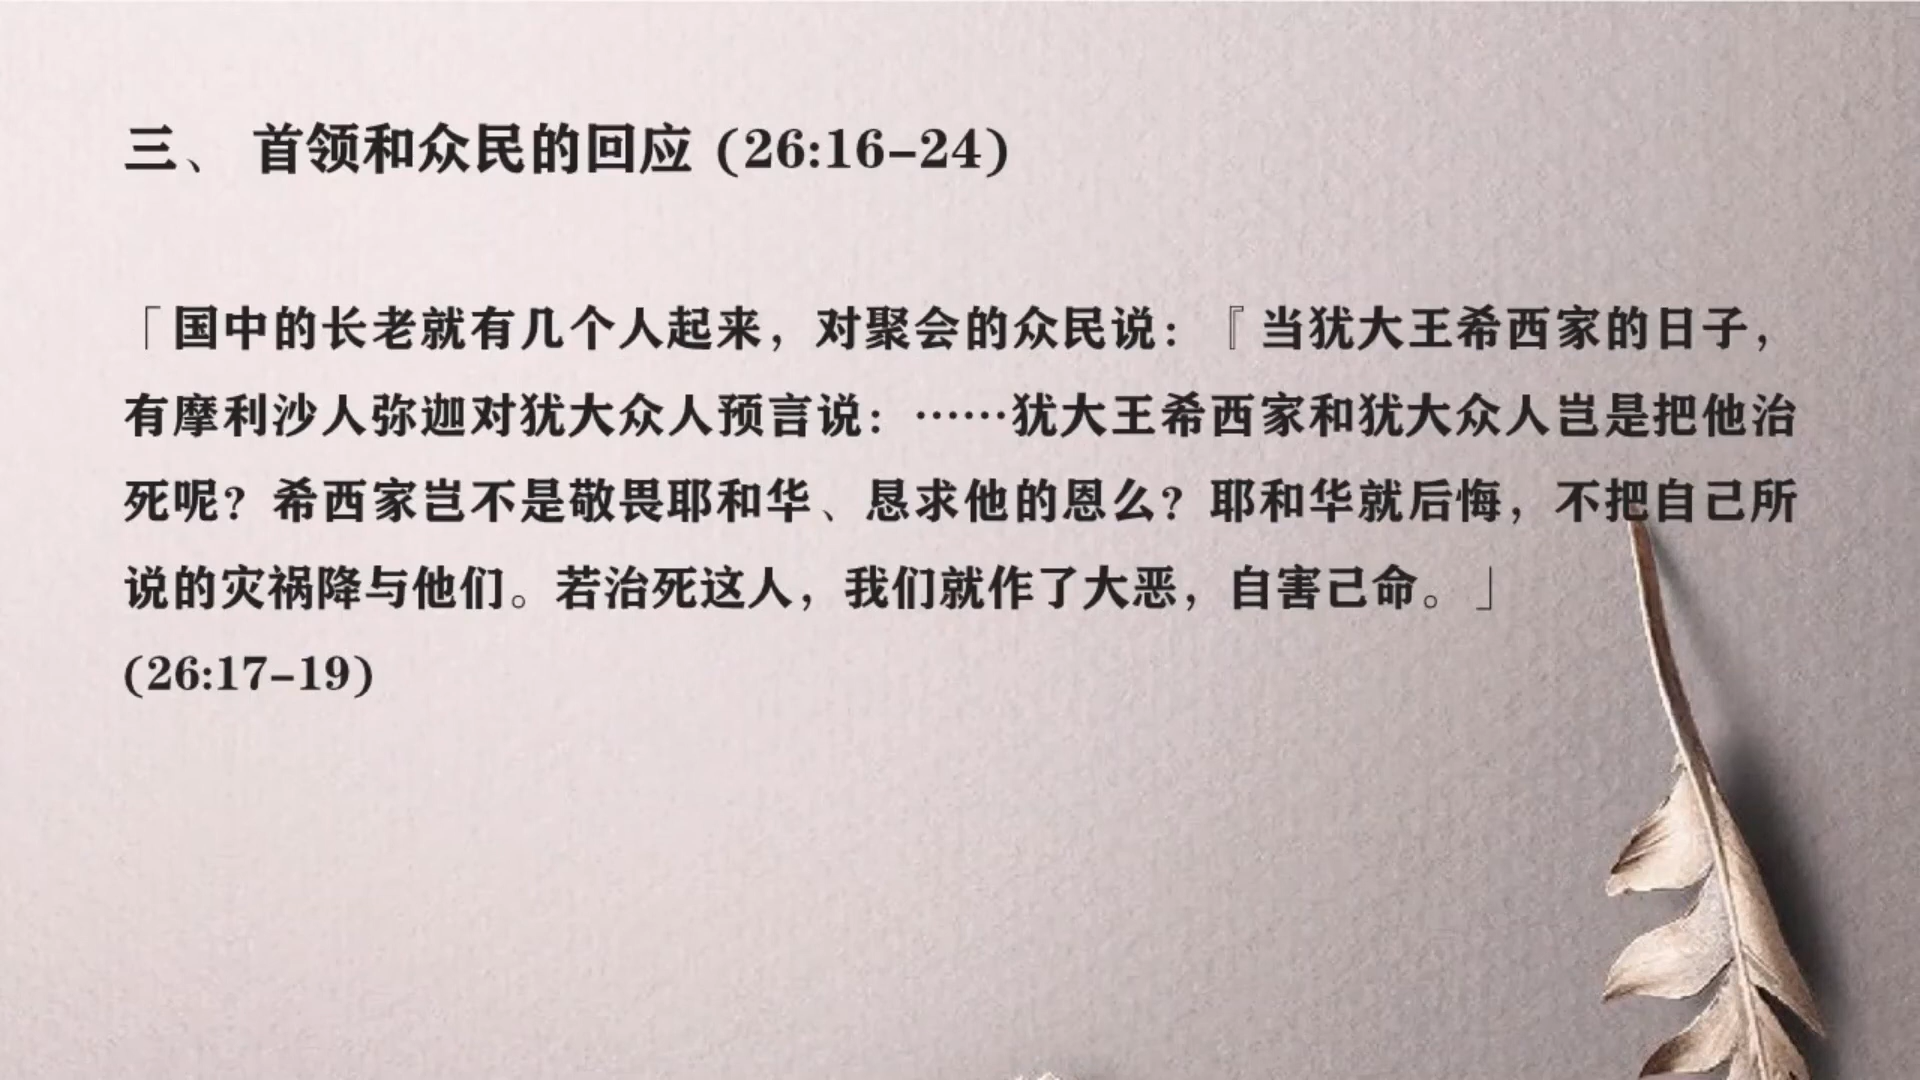 三、 首领和众民的回应 (26:16-24)
「国中的长老就有几个人起来，对聚会的众民说：『当犹大王希西家的日子，
有摩利沙人弥迦对犹大众人预言说：……犹大王希西家和犹大众人岂是把他治
死呢？希西家岂不是敬畏耶和华、恳求他的恩么？耶和华就后悔，不把自己所
说的灾祸降与他们。若治死这人，我们就作了大恶，自害己命。」
(26:17-19)